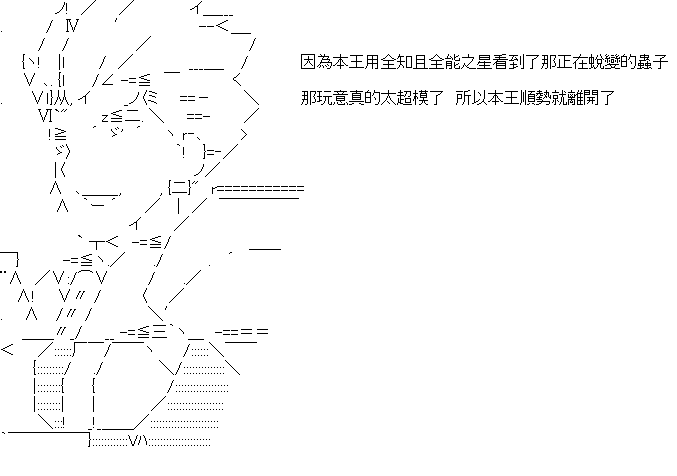 因為本王用全知且全能之星看到了那正在蛻變的蟲子
那玩意真的太超模了 所以本王順勢就離開了